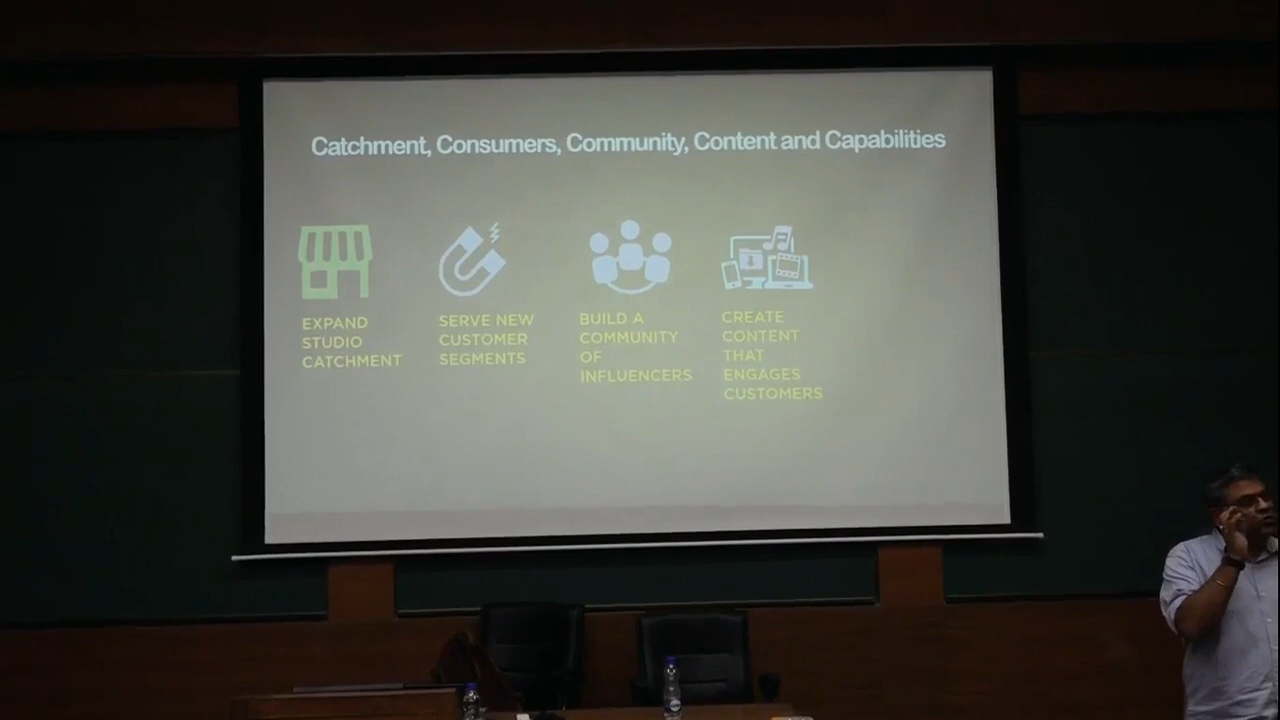 Catchment, Consumers, Community, Content and Capabilities
EXPAND
STUDIO
CATCHMENT
SERVE NEW
CUSTOMER
SEGMENTS
BUILD A
COMMUNITY
OF
INFLUENCERS
CREATE
CONTENT
THAT
ENGAGES
CUSTOMERS